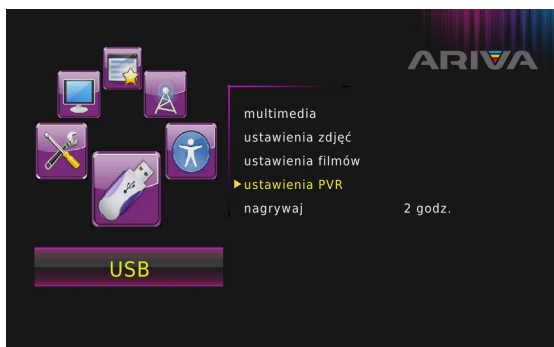 ARIVA
multimedia
ustawienia zdjęć
ustawienia filmów
ustawienia PVR
nagrywaj 2 godz.
USB